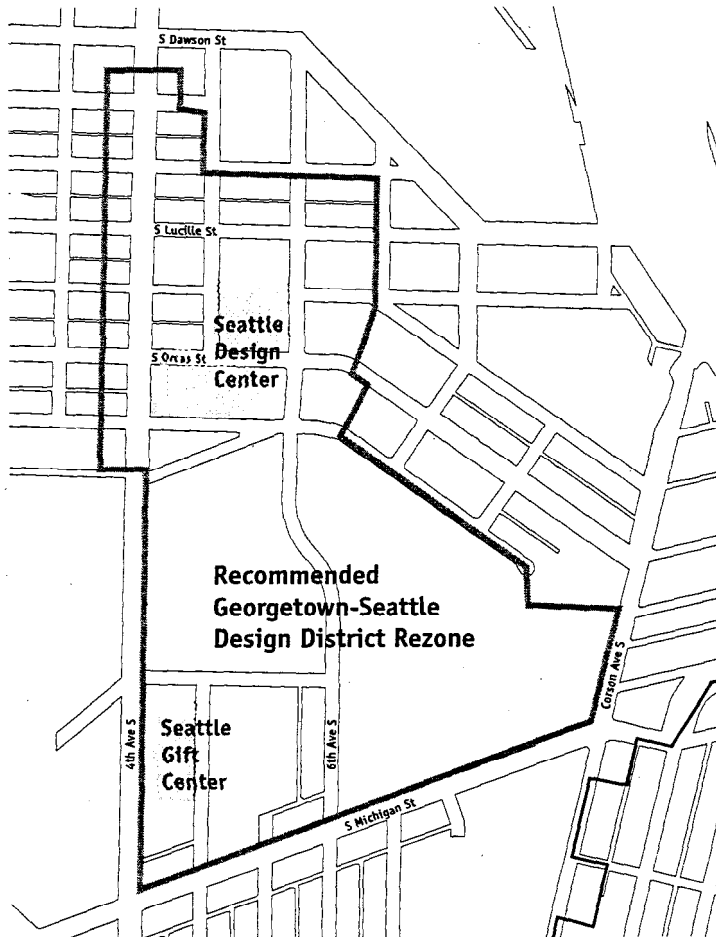 S Dawson St
S Lucille St
Seattle
Design
Center
S Orcas St
Recommended
Georgetown-Seattle
Design District Rezone
Corson Ave S
4th Ave S
Seattle
Gift
Center
6th Ave S
S Michigan St